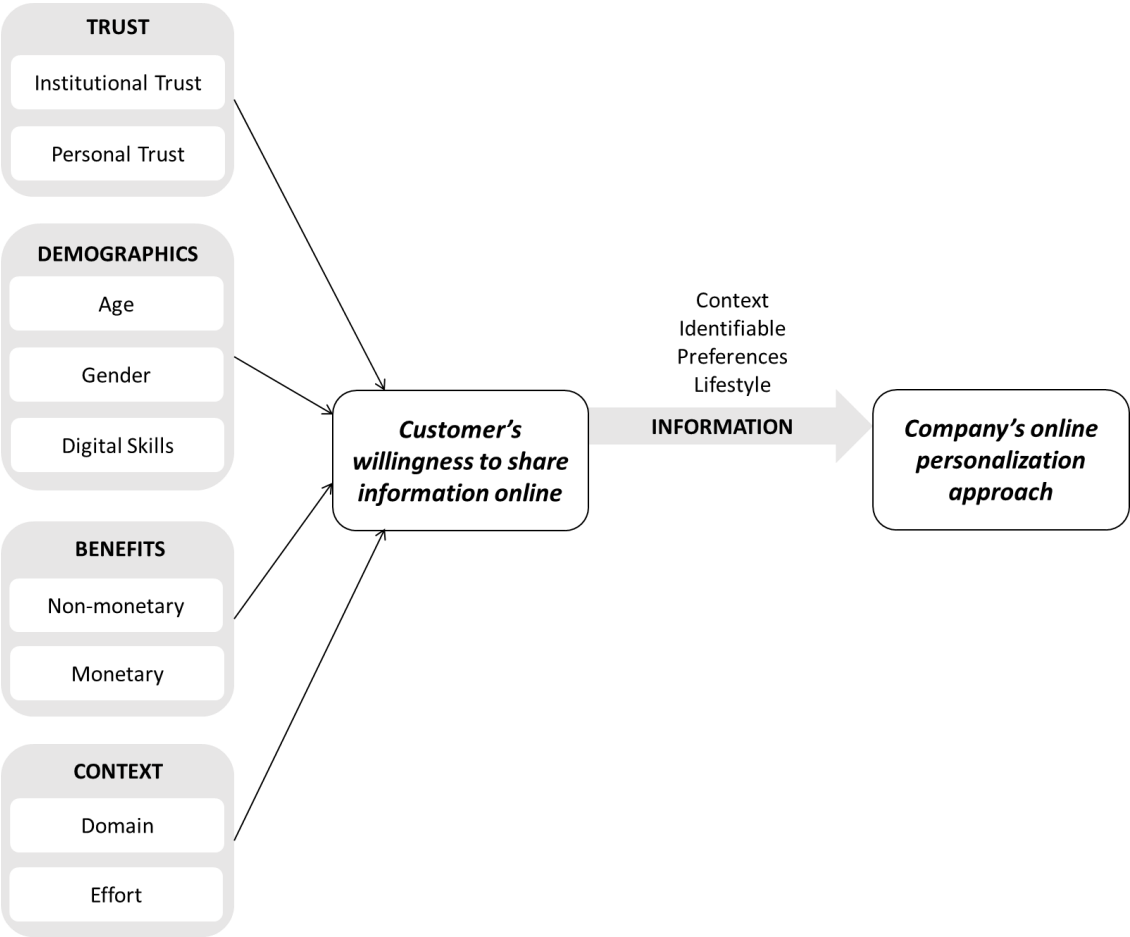 TRUST
Institutional Trust
Personal Trust
DEMOGRAPHICS
Age
Gender
Digital Skills
BENEFITS
Non-monetary
Monetary
CONTEXT
Domain
Effort
Customer’s
willingness to share
information online
Context
Identifiable
Preferences
Lifestyle
INFORMATION
Company’s online
personalization
approach